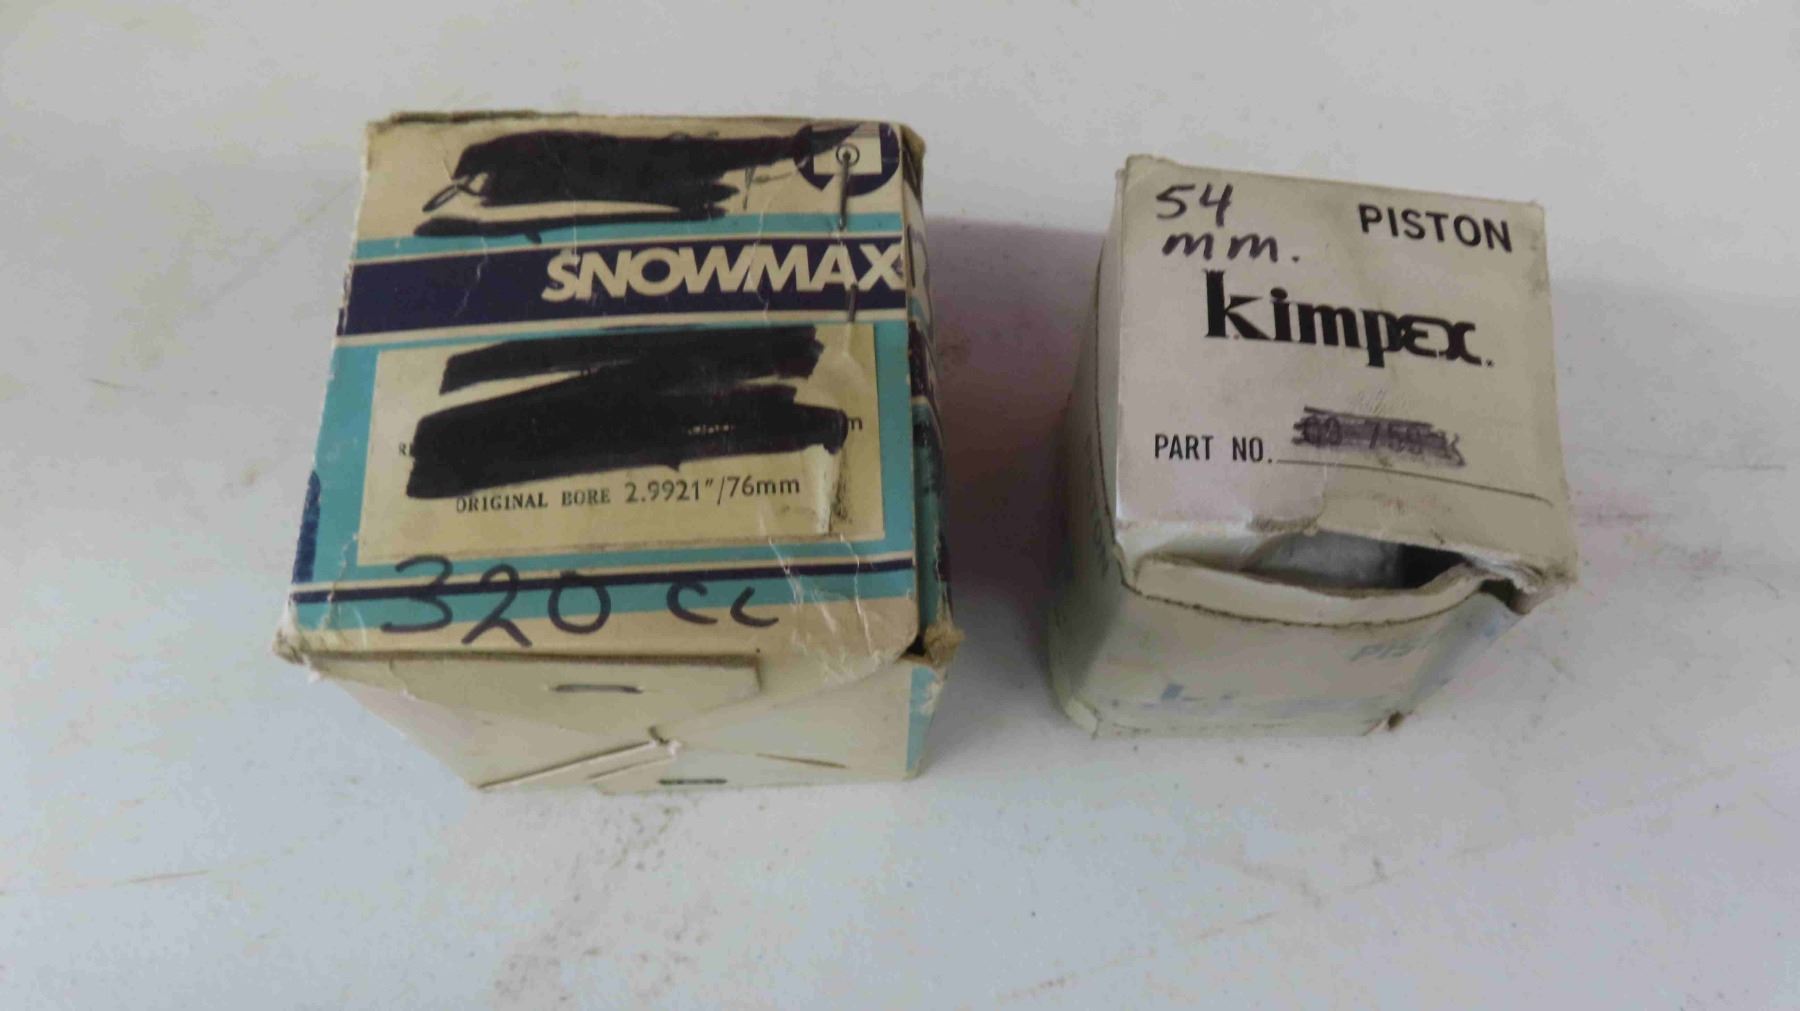 SNOWMAX
ORIGINAL BORE 2.9921"/76mm
320 cc
54
mm.
PISTON
kimpex.
PART NO.